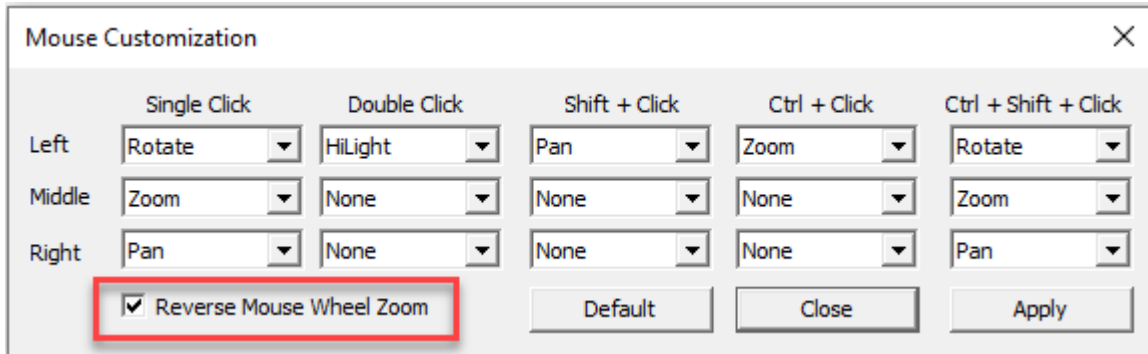 Mouse Customization
Single Click Double Click Shift + Click Ctrl + Click Ctrl + Shift + Click
Left Rotate HiLight Pan Zoom Rotate
Middle Zoom None None None Zoom
Right Pan None None None Pan
Reverse Mouse Wheel Zoom Default Close Apply